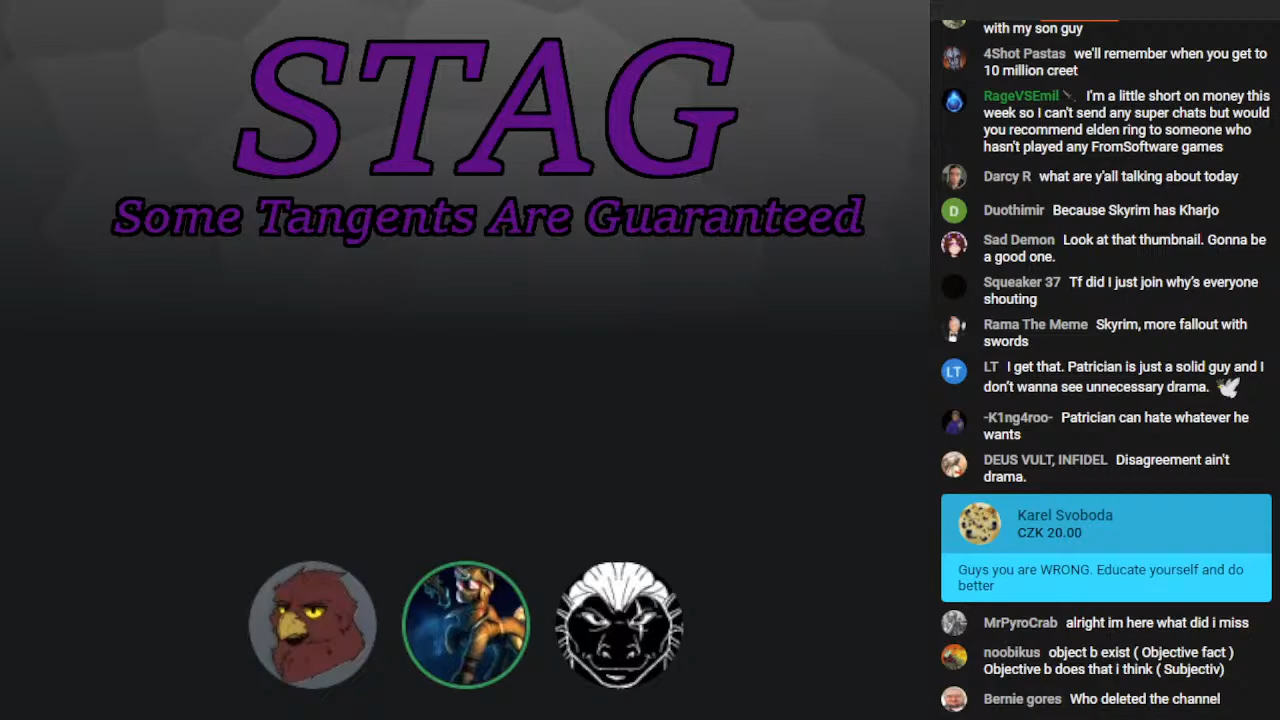 STAG
Some Tangents Are Guaranteed
with my son guy
4Shot Pastas we'll remember when you get to
10 million creet
RageVSEmil I'm a little short on money this
week so I can't send any super chats but would
you recommend elden ring to someone who
hasn't played any FromSoftware games
Darcy R what are y'all talking about today
D Duothimir Because Skyrim has Kharjo
Sad Demon Look at that thumbnail. Gonna be
a good one.
Squeaker 37 Tf did I just join why's everyone
shouting
Rama The Meme Skyrim, more fallout with
swords
LT LT I get that. Patrician is just a solid guy and I
don't wanna see unnecessary drama.
-K1ng4roo- Patrician can hate whatever he
wants
DEUS VULT, INFIDEL Disagreement ain't
drama.
Karel Svoboda
CZK 20.00
Guys you are WRONG. Educate yourself and do
better
MrPyroCrab alright im here what did i miss
noobikus object b exist ( Objective fact )
Objective b does that i think ( Subjectiv)
Bernie gores Who deleted the channel